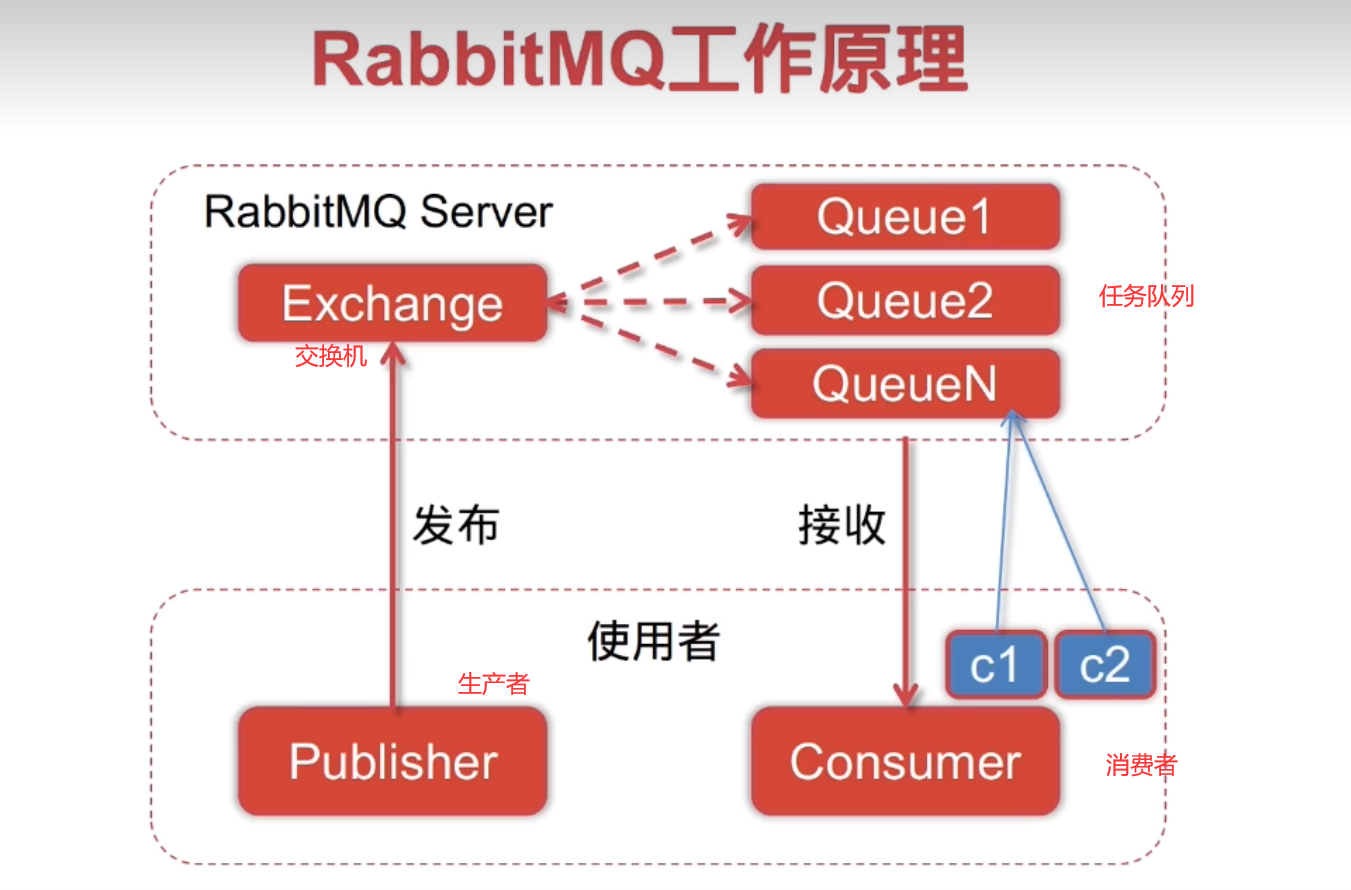 RabbitMQ工作原理
RabbitMQ Server
Queue1
Exchange
Queue2
任务队列
交换机
QueueN
发布
接收
使用者
c1
c2
生产者
Publisher
Consumer
消费者